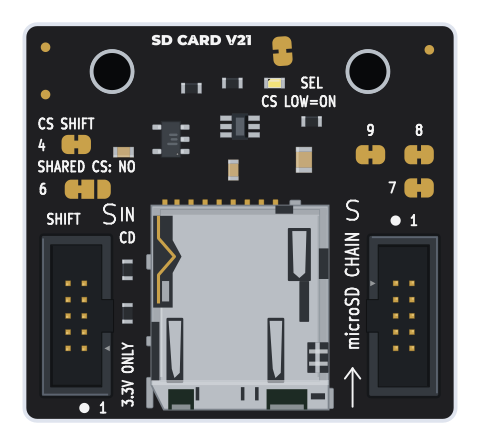 SD CARD V21
SEL
CS LOW=ON
CS SHIFT
4
SHARED CS: NO
6
9
8
7
SHIFT
SIN
CD
S
1
microSD CHAIN
3.3V ONLY
1